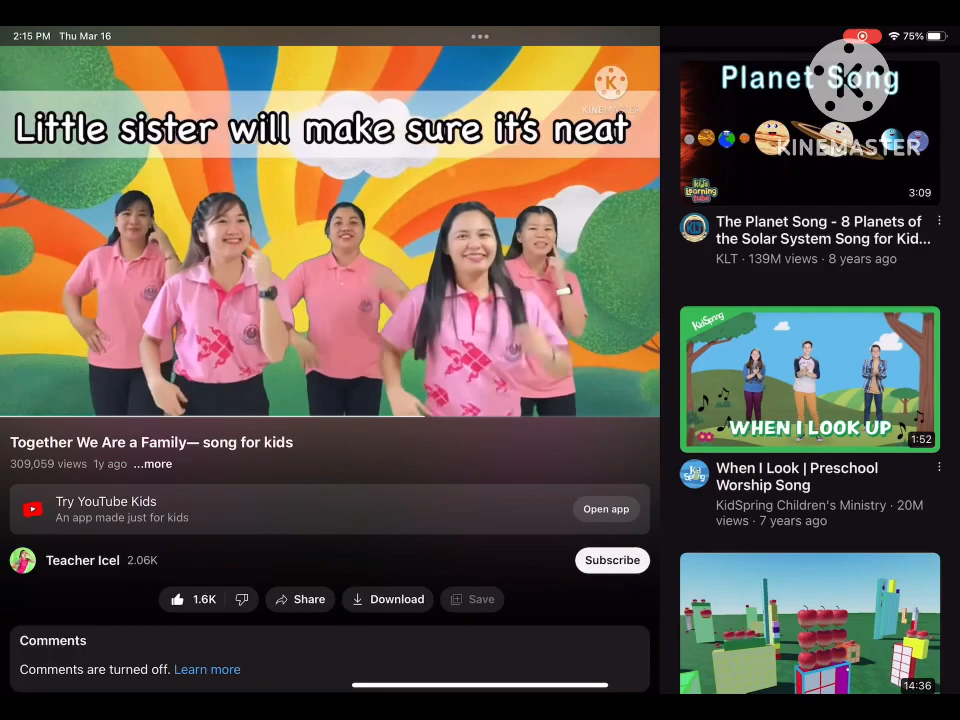 2:15 PM Thu Mar 16
75%
Little sister will make sure it's neat
KINEMASTER
Together We Are a Family— song for kids
309,059 views 1y ago ...more
Try YouTube Kids
An app made just for kids
Open app
Teacher Icel 2.06K
Subscribe
1.6K
Share
Download
Save
Comments
Comments are turned off. Learn more
Planet Song
KINEMASTER
Kids Learning Tube
3:09
The Planet Song - 8 Planets of
the Solar System Song for Kid...
KLT · 139M views · 8 years ago
KidSpring
WHEN I LOOK UP
1:52
When I Look | Preschool
Worship Song
KidSpring Children's Ministry · 20M
views · 7 years ago
14:36